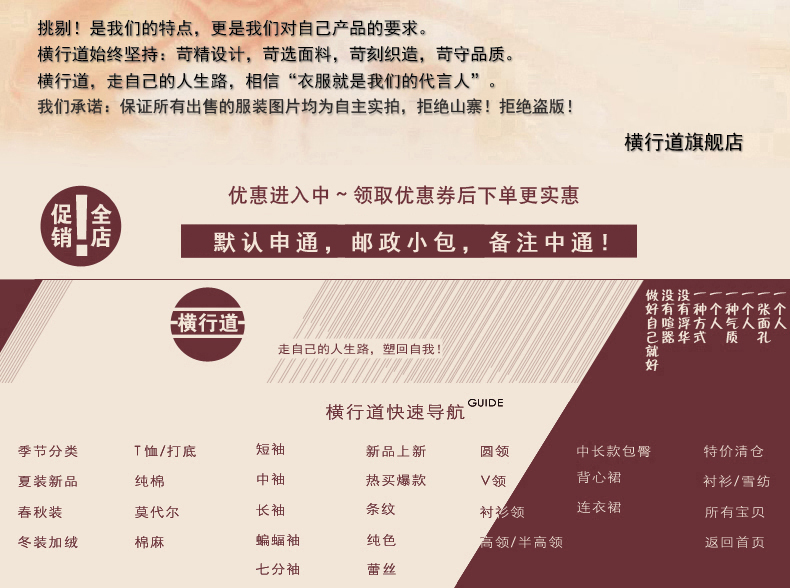 挑剔！是我们的特点，更是我们对自己产品的要求。
横行道始终坚持：苛精设计，苛选面料，苛刻织造，苛守品质。
横行道，走自己的人生路，相信“衣服就是我们的代言人”。
我们承诺：保证所有出售的服装图片均为自主实拍，拒绝山寨！拒绝盗版！
横行道旗舰店
促销！全店
优惠进入中~领取优惠券后下单更实惠
默认申通，邮政小包，备注中通！
横行道
走自己的人生路，塑回自我！
一个人
一张面孔
一个人
一种气质
一个人
一种方式
没有浮华
没有喧嚣
做好自己就好
横行道快速导航GUIDE
季节分类 T恤/打底 短袖 新品上新 圆领 中长款包臀 特价清仓
夏装新品 纯棉 中袖 热买爆款 V领 背心裙 衬衫/雪纺
春秋装 莫代尔 长袖 条纹 衬衫领 连衣裙 所有宝贝
冬装加绒 棉麻 蝙蝠袖 纯色 高领/半高领 返回首页
七分袖 蕾丝